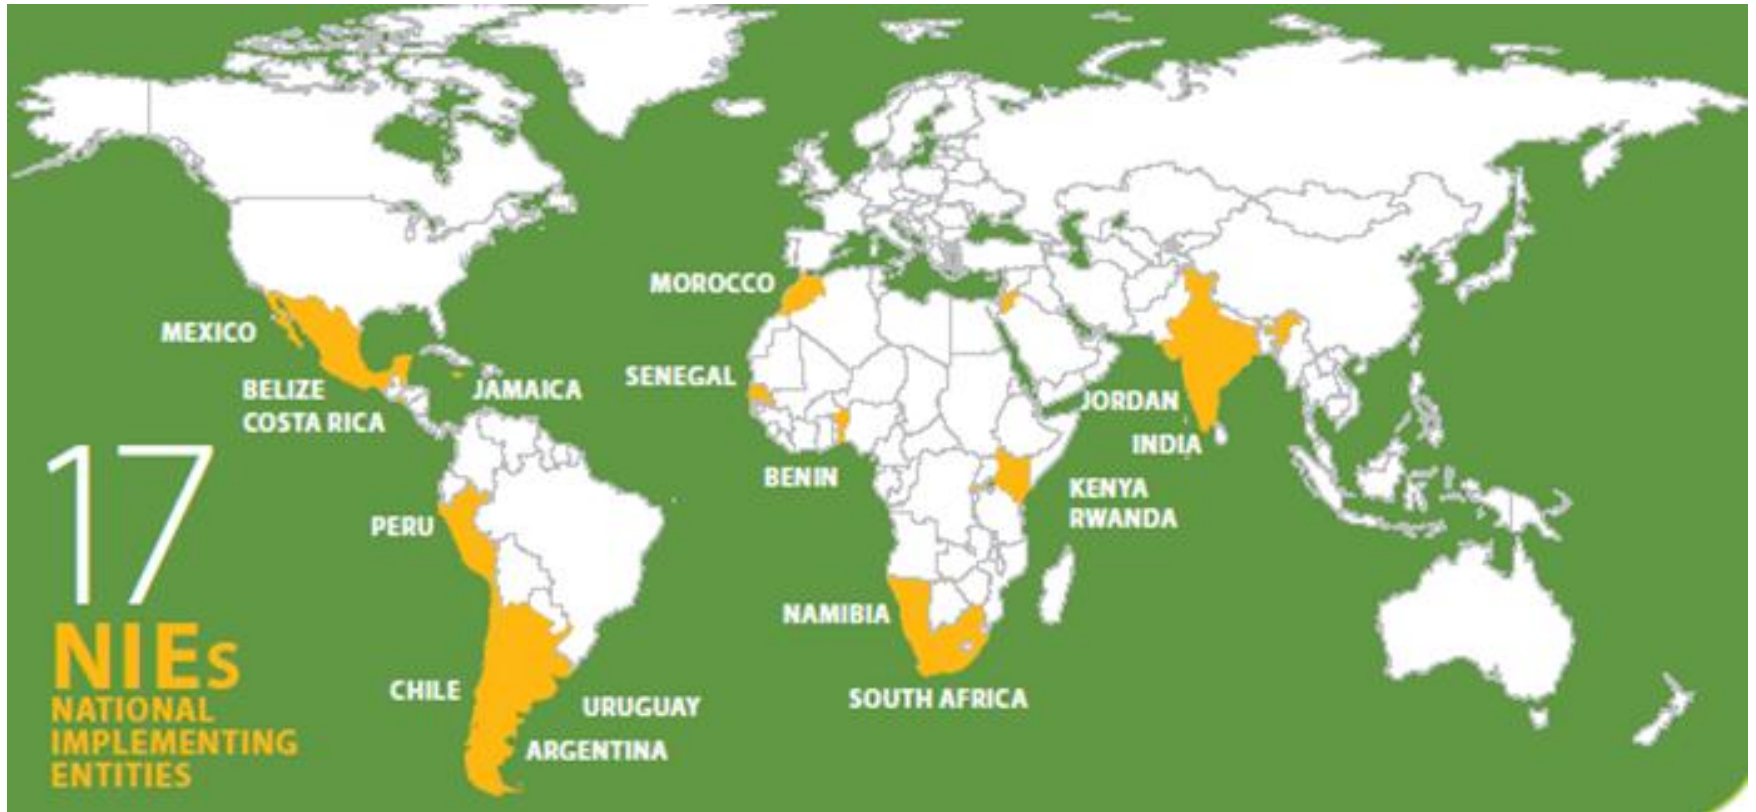 MOROCCO
MEXICO
SENEGAL
BELIZE
JAMAICA
COSTA RICA
JORDAN
INDIA
BENIN
KENYA
RWANDA
PERU
NAMIBIA
CHILE
SOUTH AFRICA
URUGUAY
ARGENTINA
17
NIEs
NATIONAL
IMPLEMENTING
ENTITIES